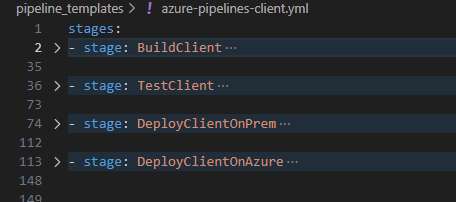 pipeline_templates > ! azure-pipelines-client.yml
1 stages:
2 > - stage: BuildClient ...
35
36 > - stage: TestClient ...
73
74 > - stage: DeployClientOnPrem ...
112
113 > - stage: DeployClientOnAzure ...
148
149